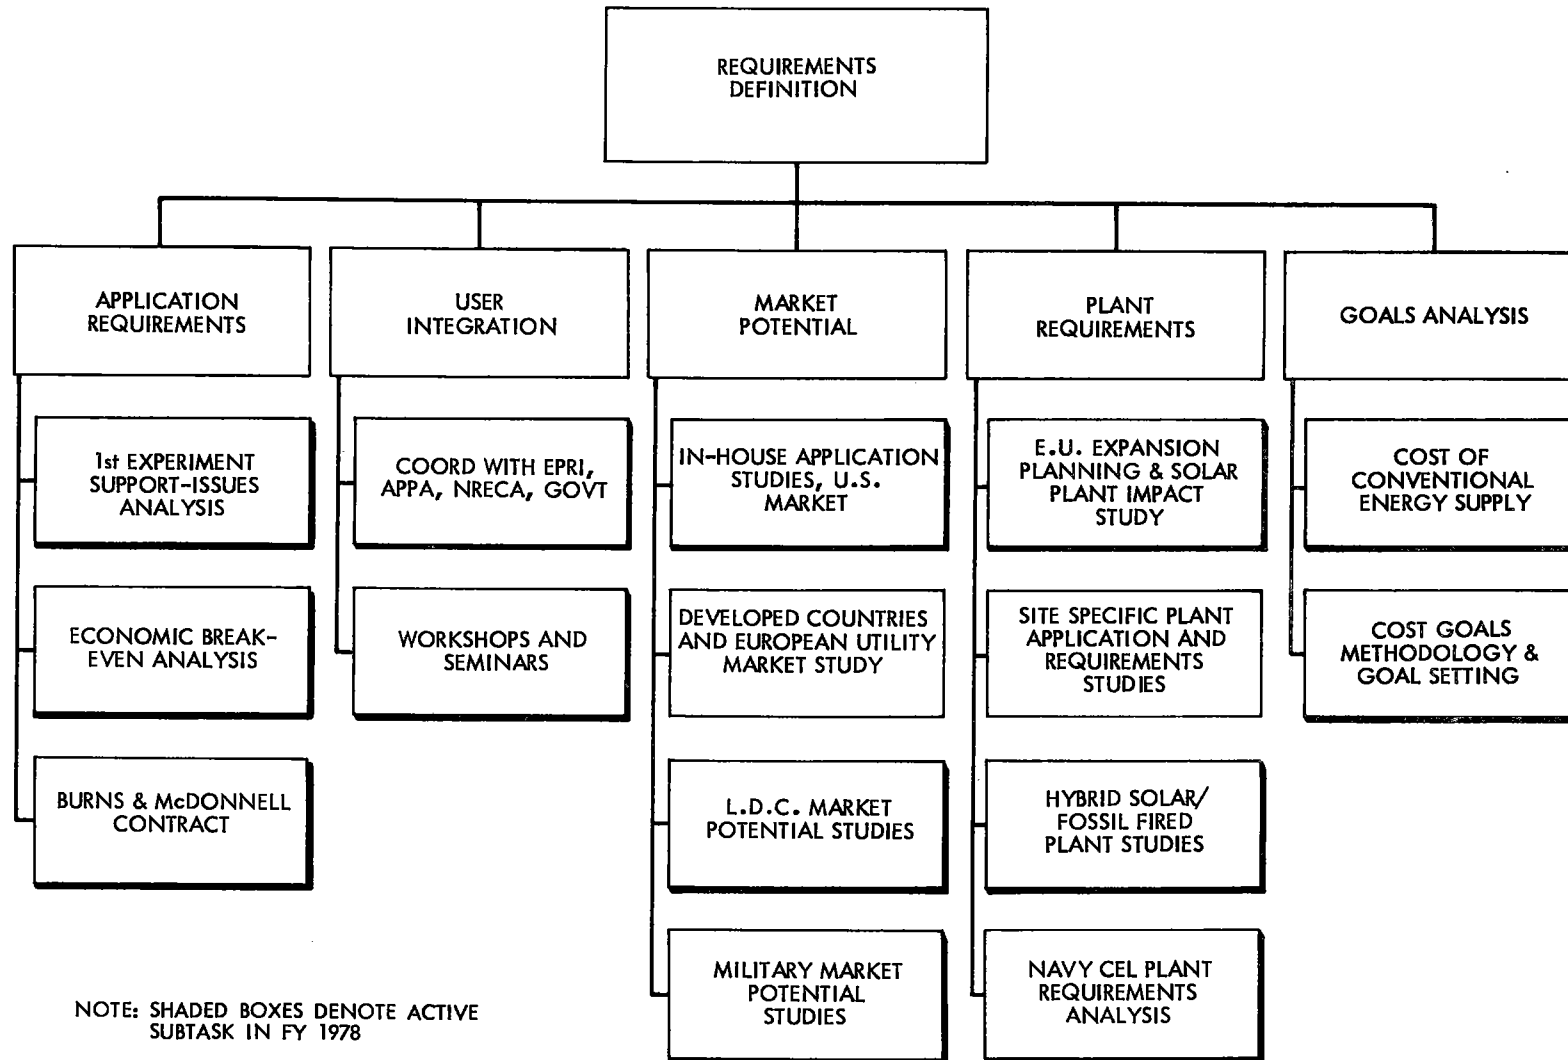 REQUIREMENTS
DEFINITION
APPLICATION
REQUIREMENTS
USER
INTEGRATION
MARKET
POTENTIAL
PLANT
REQUIREMENTS
GOALS ANALYSIS
1st EXPERIMENT
SUPPORT-ISSUES
ANALYSIS
ECONOMIC BREAK-
EVEN ANALYSIS
BURNS & McDONNELL
CONTRACT
COORD WITH EPRI,
APPA, NRECA, GOVT
WORKSHOPS AND
SEMINARS
IN-HOUSE APPLICATION
STUDIES, U.S.
MARKET
DEVELOPED COUNTRIES
AND EUROPEAN UTILITY
MARKET STUDY
L.D.C. MARKET
POTENTIAL STUDIES
MILITARY MARKET
POTENTIAL
STUDIES
E.U. EXPANSION
PLANNING & SOLAR
PLANT IMPACT
STUDY
SITE SPECIFIC PLANT
APPLICATION AND
REQUIREMENTS
STUDIES
HYBRID SOLAR/
FOSSIL FIRED
PLANT STUDIES
NAVY CEL PLANT
REQUIREMENTS
ANALYSIS
COST OF
CONVENTIONAL
ENERGY SUPPLY
COST GOALS
METHODOLOGY &
GOAL SETTING
NOTE: SHADED BOXES DENOTE ACTIVE
SUBTASK IN FY 1978